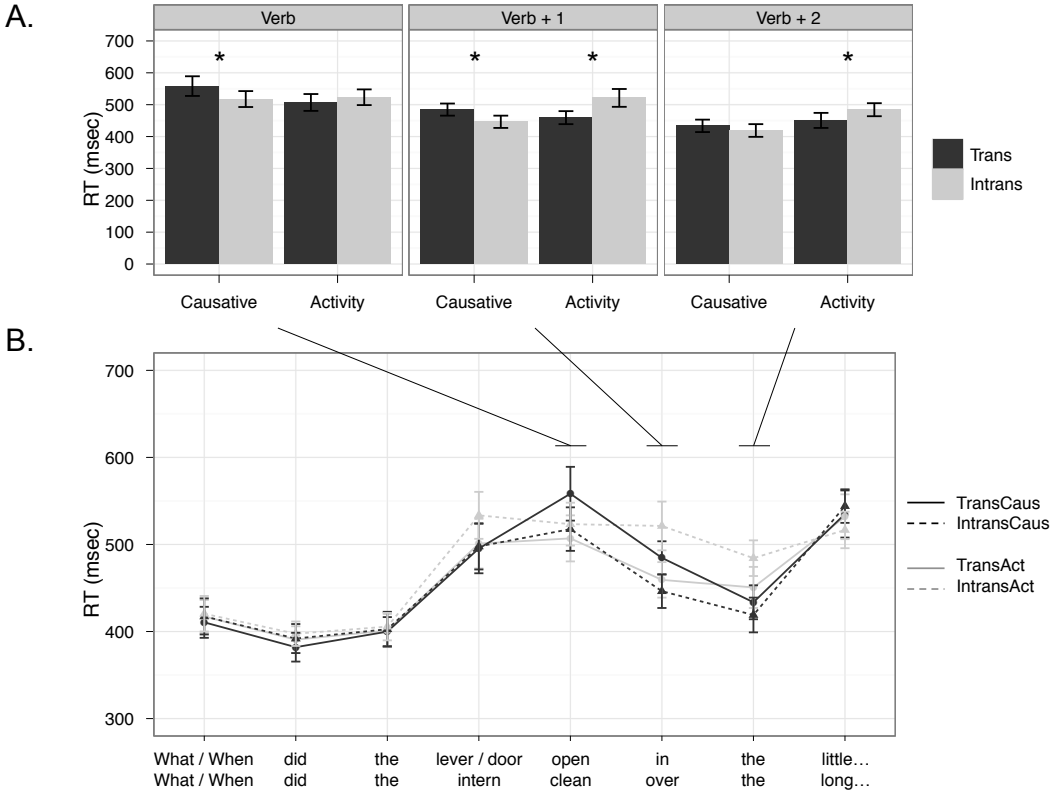 A.
Verb
Verb + 1
Verb + 2
700
600
500
400
300
200
100
0
RT (msec)
*
*
*
*
Causative
Activity
Causative
Activity
Causative
Activity
Trans
Intrans
B.
700
600
500
400
300
RT (msec)
TransCaus
IntransCaus
TransAct
IntransAct
What / When did the lever / door open in the little…
What / When did the intern clean over the long…